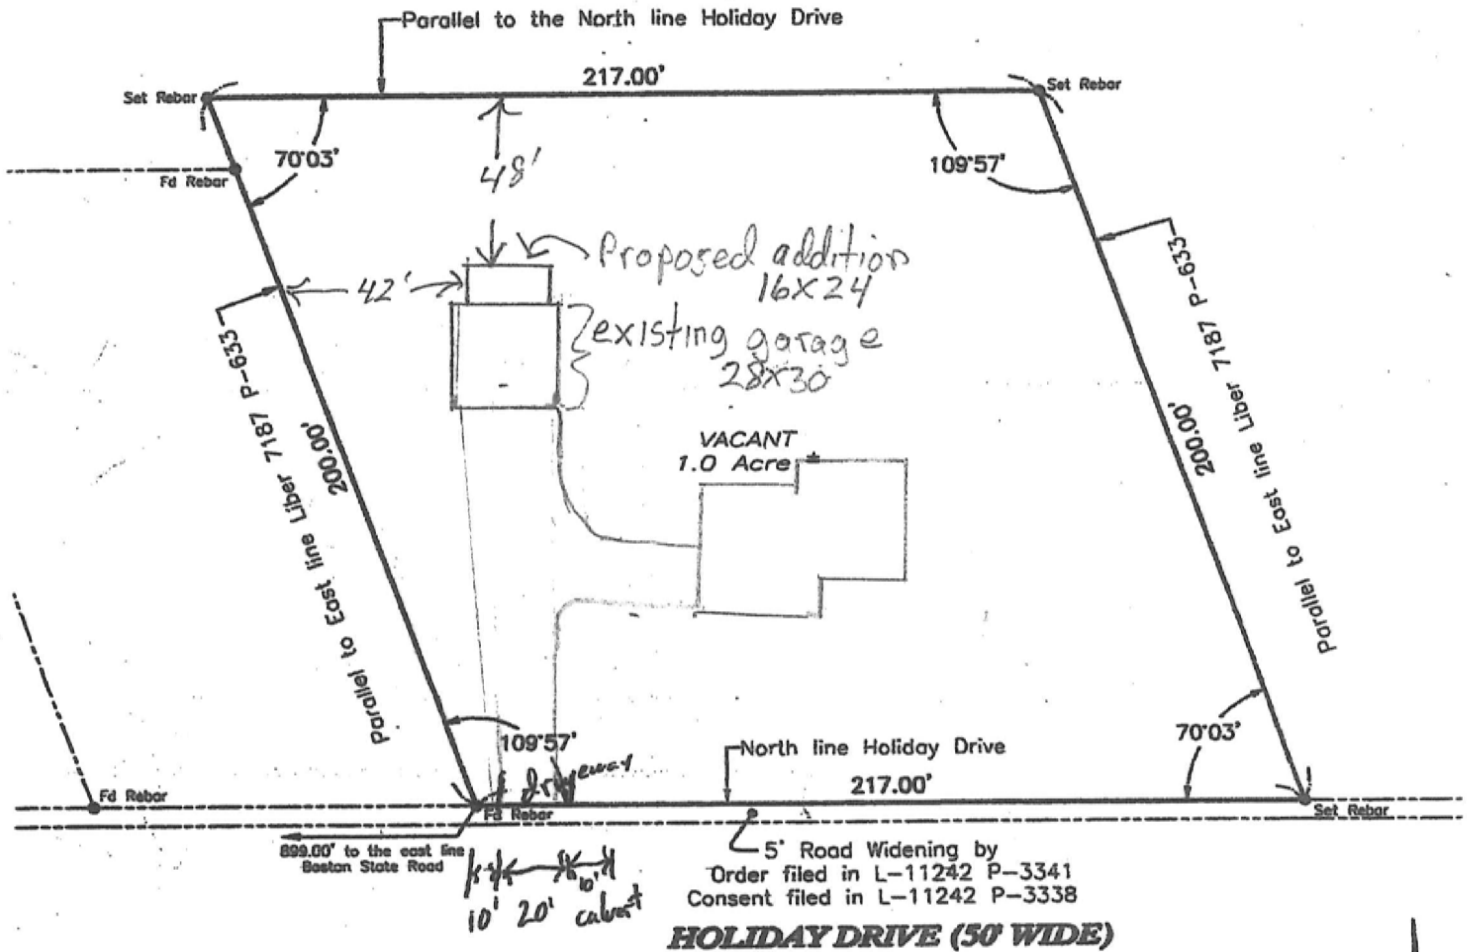 Parallel to the North line Holiday Drive
217.00'
Set Rebar
Set Rebar
70°03'
48'
109°57'
Fd Rebar
Proposed addition
16X24
42'
existing garage
28X30
Parallel to East line Liber 7187 P-633
200.00'
VACANT
1.0 Acre ±
200.00'
Parallel to East line Liber 7187 P-633
109°57'
70°03'
North line Holiday Drive
driveway
217.00'
Fd Rebar
Fd Rebar
Set Rebar
899.00' to the east line
Boston State Road
5' Road Widening by
Order filed in L-11242 P-3341
Consent filed in L-11242 P-3338
10'
10' 20'
HOLIDAY DRIVE (50' WIDE)